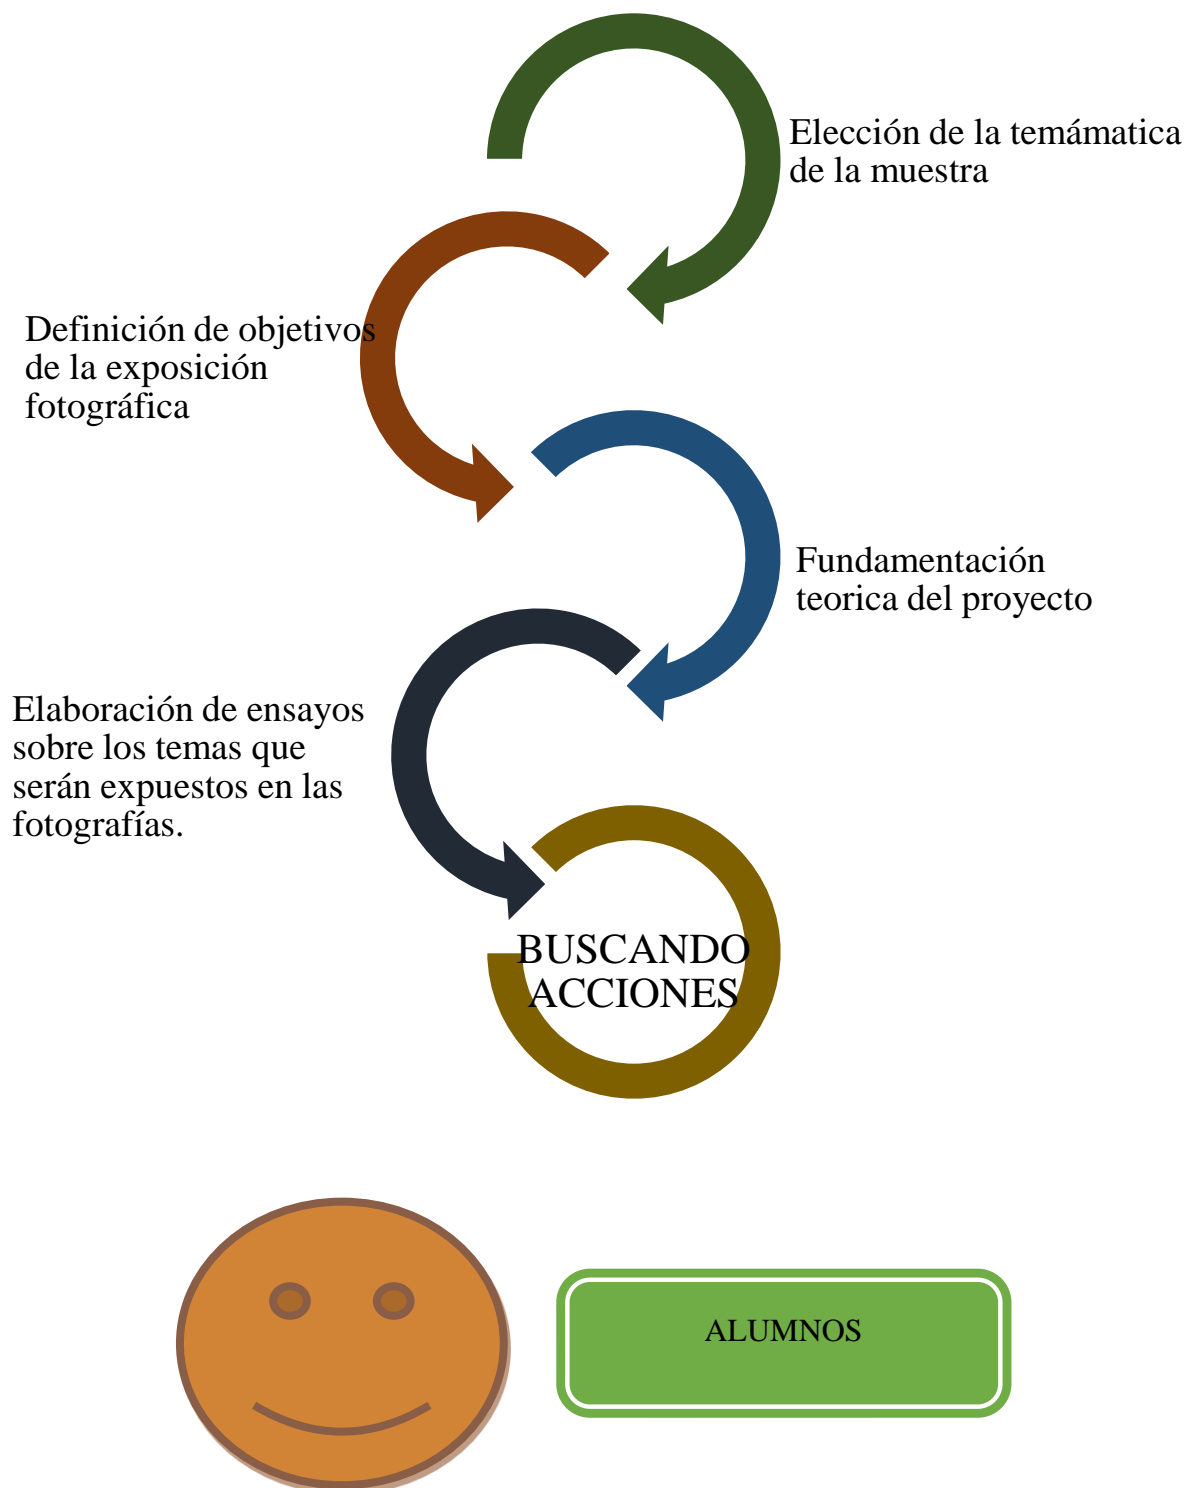 Elección de la temámatica
de la muestra
Definición de objetivos
de la exposición
fotográfica
Fundamentación
teorica del proyecto
Elaboración de ensayos
sobre los temas que
serán expuestos en las
fotografías.
BUSCANDO
ACCIONES
ALUMNOS